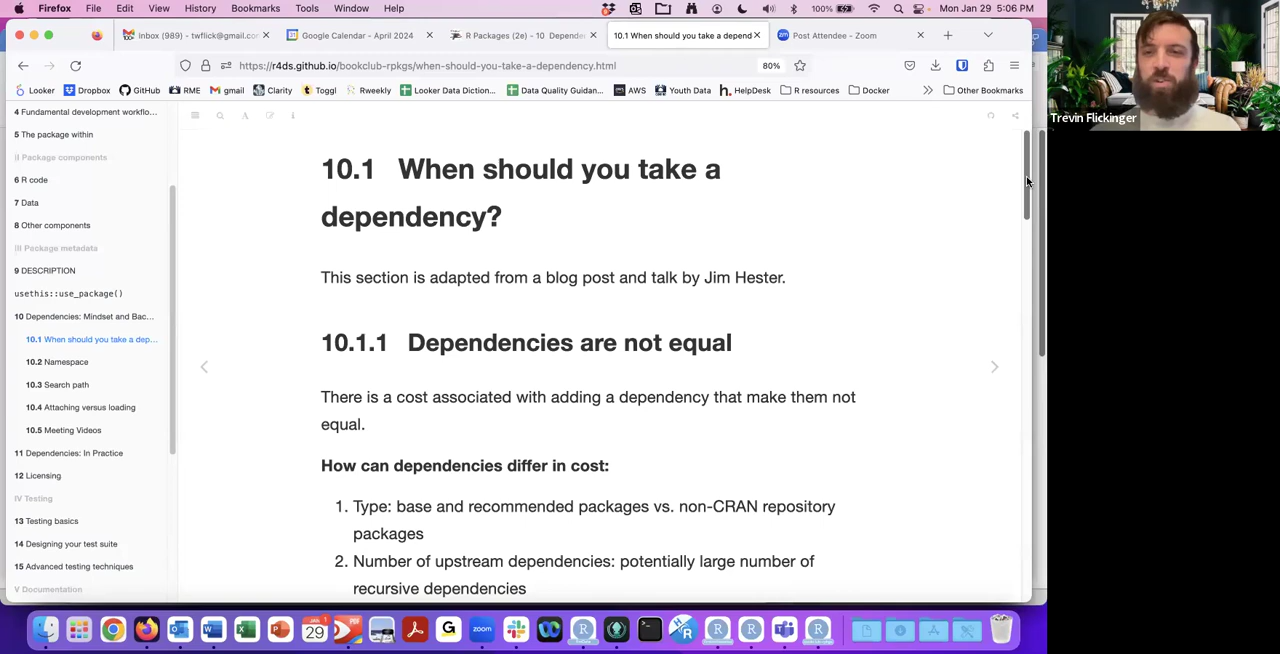 Firefox File Edit View History Bookmarks Tools Window Help 100% Mon Jan 29 5:06 PM
Inbox (989) - twflick@gmail.co Google Calendar - April 2024 R Packages (2e) - 10 Depende 10.1 When should you take a depend Post Attendee - Zoom
https://r4ds.github.io/bookclub-rpkgs/when-should-you-take-a-dependency.html 80%
Looker Dropbox GitHub RME gmail Clarity Toggl Rweekly Looker Data Diction... Data Quality Guidan... AWS Youth Data HelpDesk R resources Docker Other Bookmarks
Trevin Flickinger
4 Fundamental development workflo...
5 The package within
II Package components
6 R code
7 Data
8 Other components
III Package metadata
9 DESCRIPTION
usethis::use_package()
10 Dependencies: Mindset and Bac...
10.1 When should you take a dep...
10.2 Namespace
10.3 Search path
10.4 Attaching versus loading
10.5 Meeting Videos
11 Dependencies: In Practice
12 Licensing
IV Testing
13 Testing basics
14 Designing your test suite
15 Advanced testing techniques
V Documentation
10.1 When should you take a
dependency?
This section is adapted from a blog post and talk by Jim Hester.
10.1.1 Dependencies are not equal
There is a cost associated with adding a dependency that make them not
equal.
How can dependencies differ in cost:
1. Type: base and recommended packages vs. non-CRAN repository
packages
2. Number of upstream dependencies: potentially large number of
recursive dependencies
JAN
29
zoom